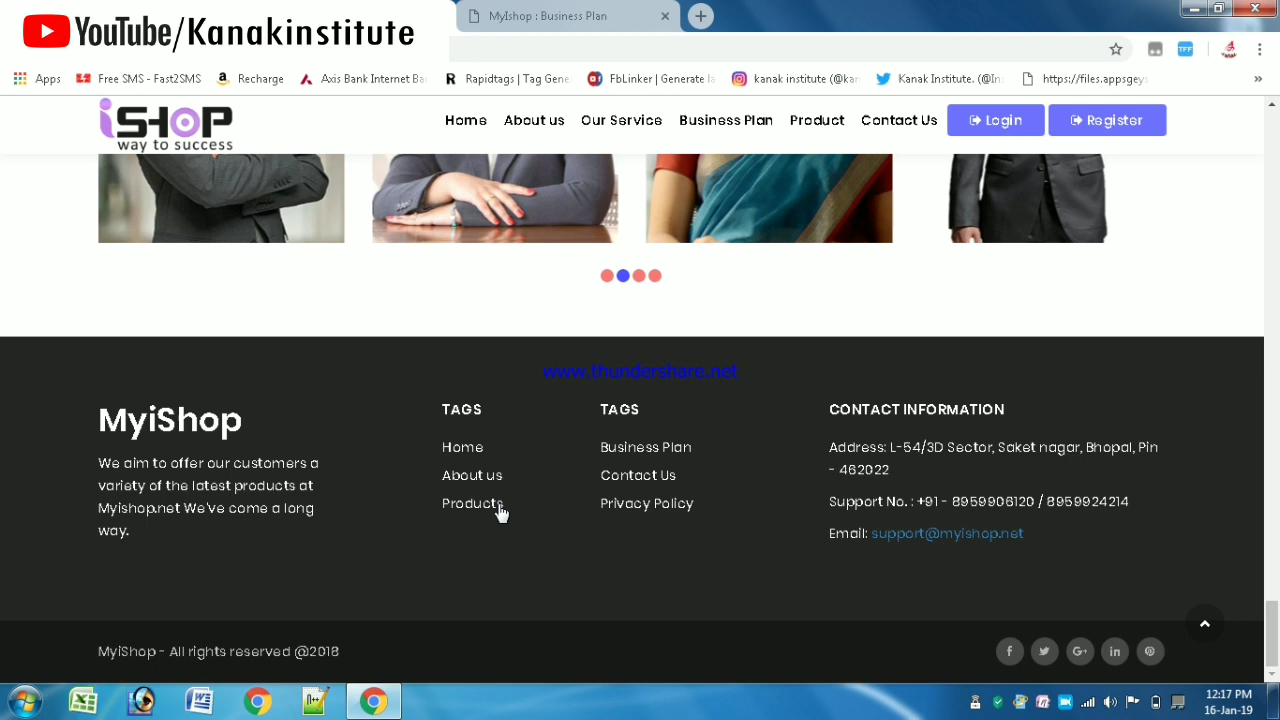 YouTube/Kanakinstitute
MyIshop : Business Plan
Apps Free SMS - Fast2SMS Recharge Axis Bank Internet Ba Rapidtags | Tag Gene FbLinker | Generate la kanak institute (@kan Kanak Institute. (@In https://files.appsgeys »
iSHOP
way to success
Home About us Our Service Business Plan Product Contact Us Login Register
www.thundershare.net
MyiShop
We aim to offer our customers a
variety of the latest products at
Myishop.net We've come a long
way.
TAGS
Home
About us
Products
TAGS
Business Plan
Contact Us
Privacy Policy
CONTACT INFORMATION
Address: L-54/3D Sector, Saket nagar, Bhopal, Pin
- 462022
Support No. : +91 - 8959906120 / 8959924214
Email: support@myishop.net
MyiShop - All rights reserved @2018
12:17 PM
16-Jan-19